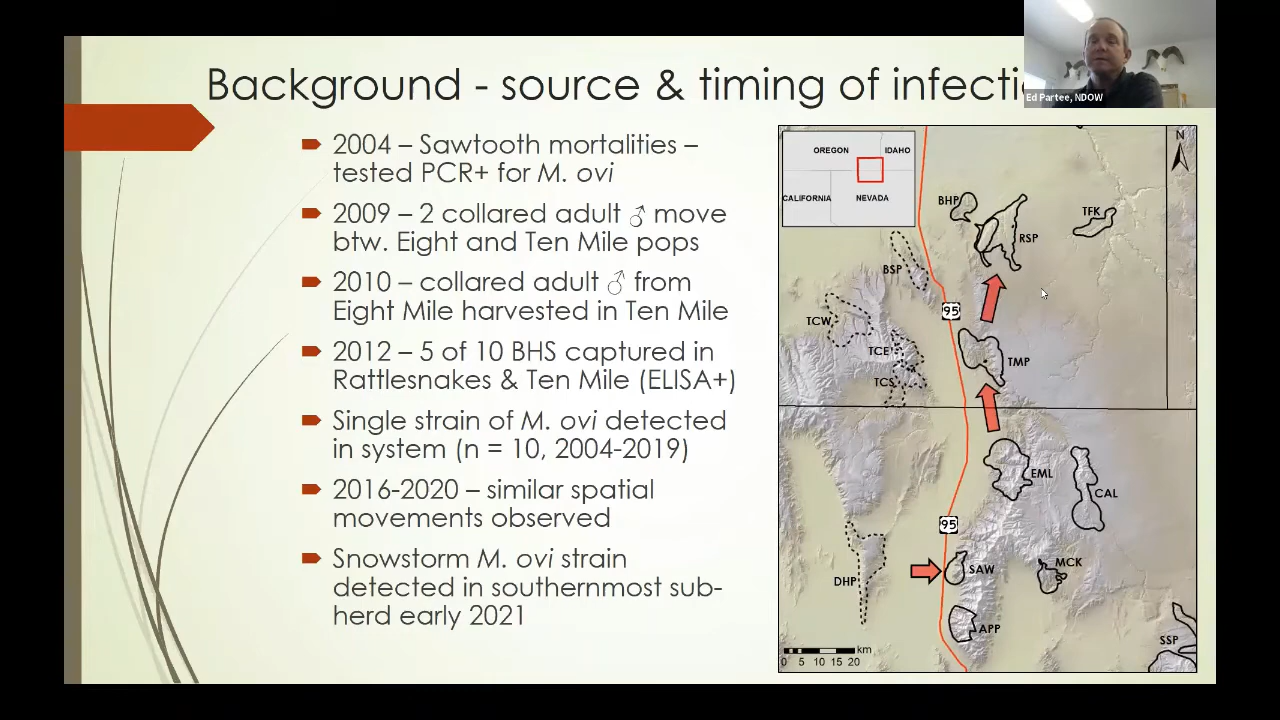 Background - source & timing of infecti
Ed Partee, NDOW
2004 – Sawtooth mortalities –
tested PCR+ for M. ovi
2009 – 2 collared adult ♂ move
btw. Eight and Ten Mile pops
2010 – collared adult ♂ from
Eight Mile harvested in Ten Mile
2012 – 5 of 10 BHS captured in
Rattlesnakes & Ten Mile (ELISA+)
Single strain of M. ovi detected
in system (n = 10, 2004-2019)
2016-2020 – similar spatial
movements observed
Snowstorm M. ovi strain
detected in southernmost sub-
herd early 2021
OREGON
IDAHO
CALIFORNIA
NEVADA
N
BHP
TFK
RSP
BSP
95
TCW
TCE
TMP
TCS
EML
CAL
95
DHP
SAW
MCK
APP
SSP
km
0 5 10 15 20